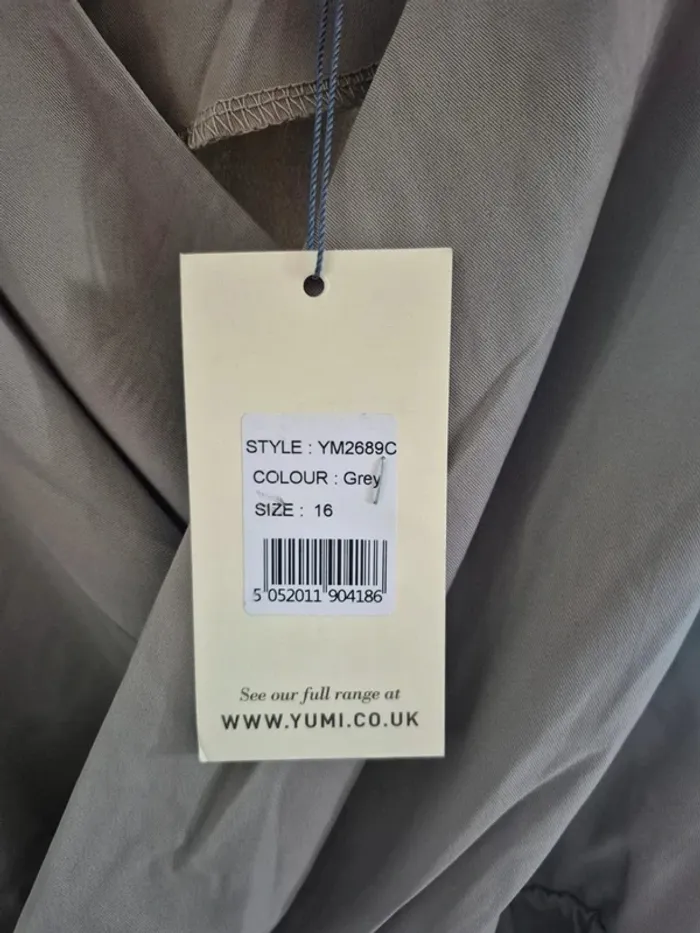 STYLE : YM2689C
COLOUR : Grey
SIZE : 16
5 052011 904186
See our full range at
WWW.YUMI.CO.UK